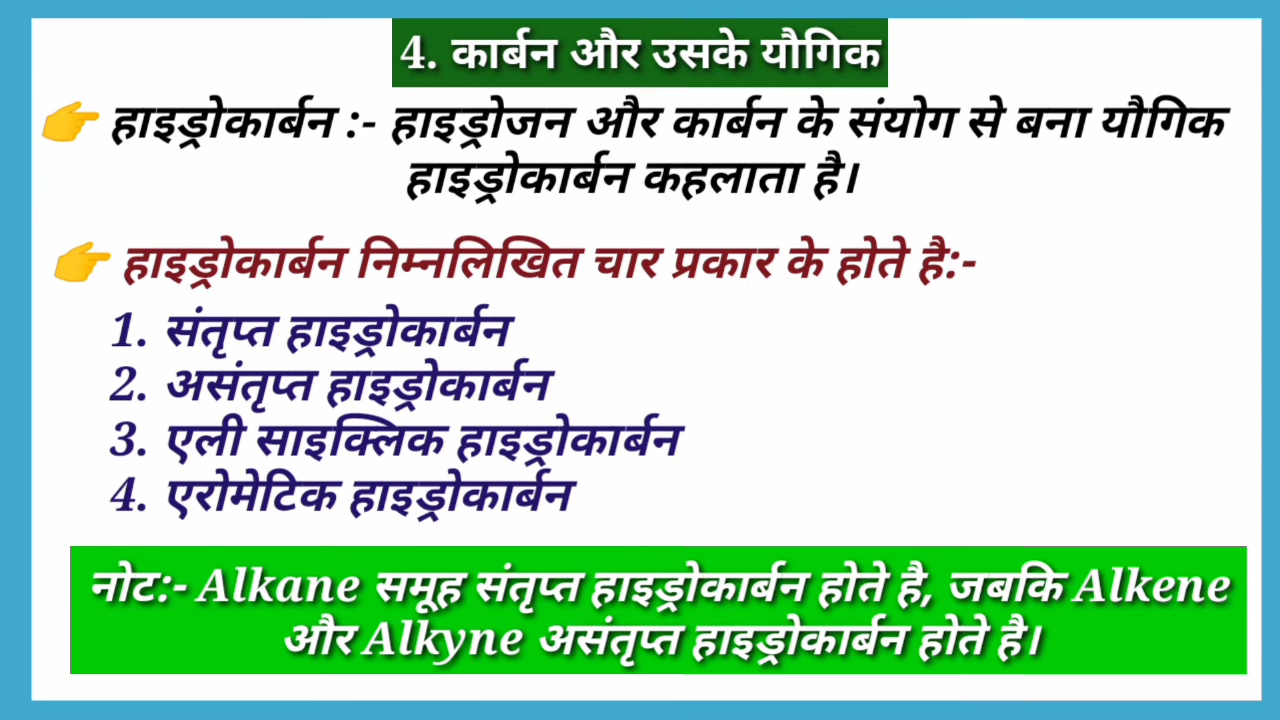 4. कार्बन और उसके यौगिक
👉 हाइड्रोकार्बन :- हाइड्रोजन और कार्बन के संयोग से बना यौगिक
हाइड्रोकार्बन कहलाता है।
👉 हाइड्रोकार्बन निम्नलिखित चार प्रकार के होते है:-
1. संतृप्त हाइड्रोकार्बन
2. असंतृप्त हाइड्रोकार्बन
3. एली साइक्लिक हाइड्रोकार्बन
4. एरोमेटिक हाइड्रोकार्बन
नोट:- Alkane समूह संतृप्त हाइड्रोकार्बन होते है, जबकि Alkene
और Alkyne असंतृप्त हाइड्रोकार्बन होते है।